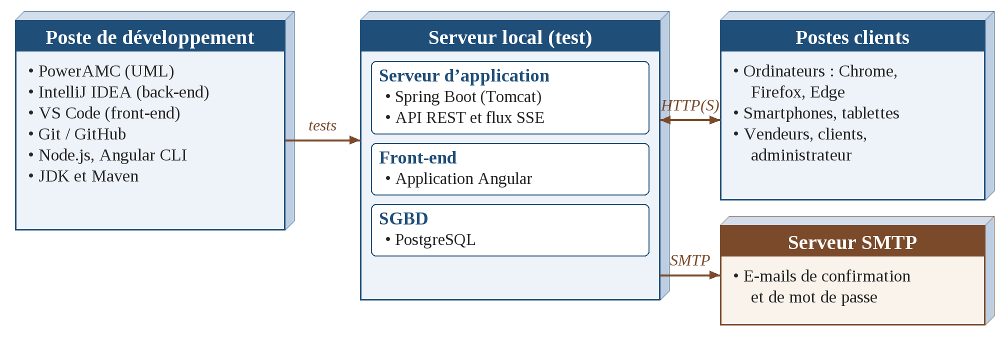 Poste de développement
• PowerAMC (UML)
• IntelliJ IDEA (back-end)
• VS Code (front-end)
• Git / GitHub
• Node.js, Angular CLI
• JDK et Maven
tests
Serveur local (test)
Serveur d’application
• Spring Boot (Tomcat)
• API REST et flux SSE
Front-end
• Application Angular
SGBD
• PostgreSQL
HTTP(S)
SMTP
Postes clients
• Ordinateurs : Chrome,
Firefox, Edge
• Smartphones, tablettes
• Vendeurs, clients,
administrateur
Serveur SMTP
• E-mails de confirmation
et de mot de passe